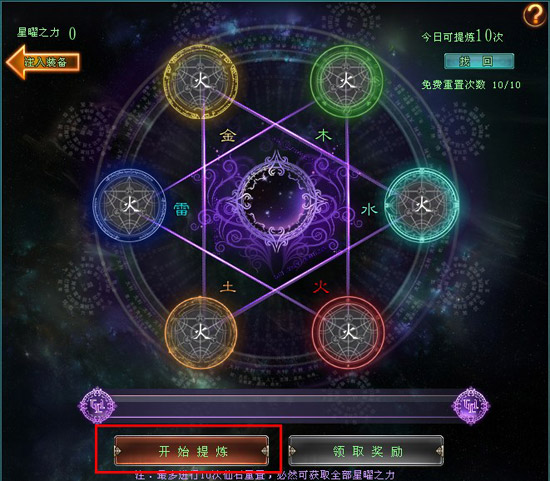 星曜之力 0
?
今日可提炼10次
注入装备
找 回
免费重置次数 10/10
火 火
金 木
火 雷 水 火
土 火
火 火
开始提炼 领取奖励
注：最多进行10次仙石重置，必然可获取全部星曜之力